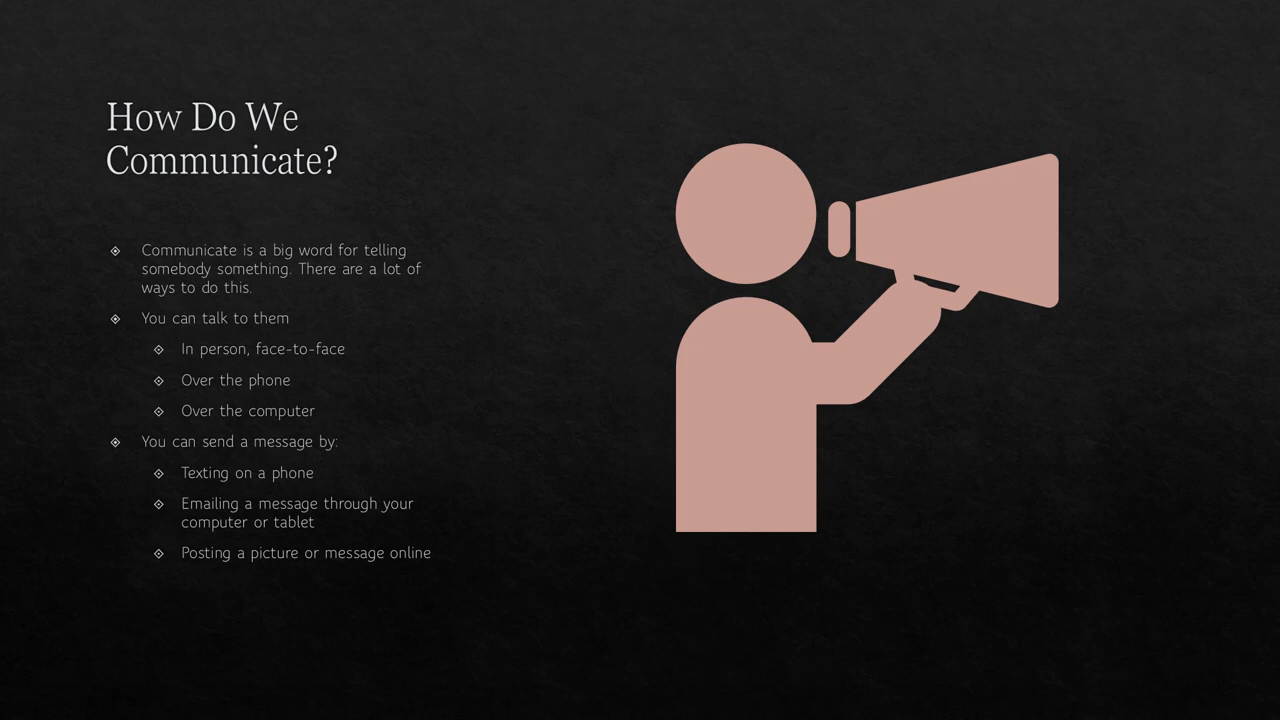 How Do We
Communicate?
Communicate is a big word for telling
somebody something. There are a lot of
ways to do this.
You can talk to them
In person, face-to-face
Over the phone
Over the computer
You can send a message by:
Texting on a phone
Emailing a message through your
computer or tablet
Posting a picture or message online